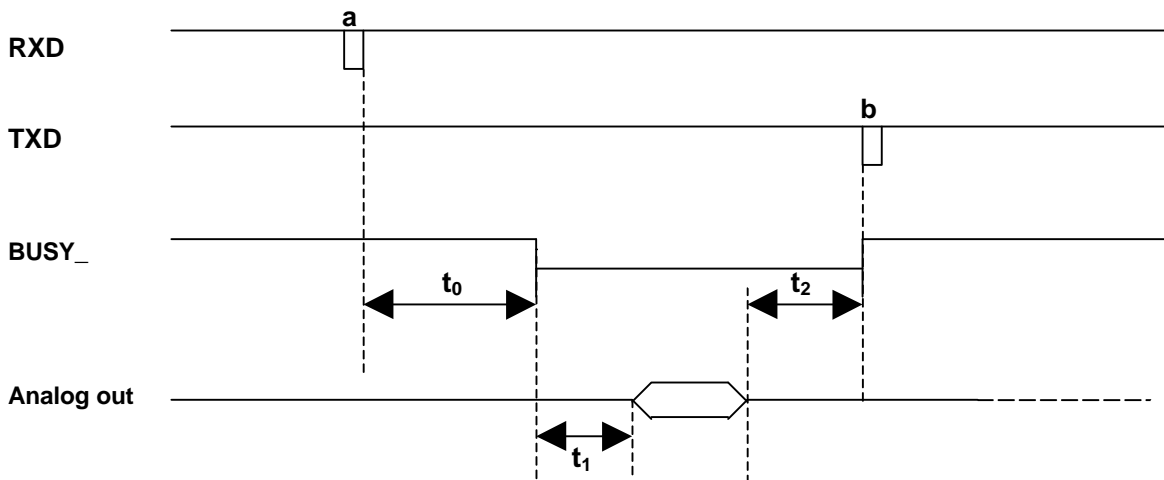 a
RXD
b
TXD
BUSY_
t₀
t₂
Analog out
t₁